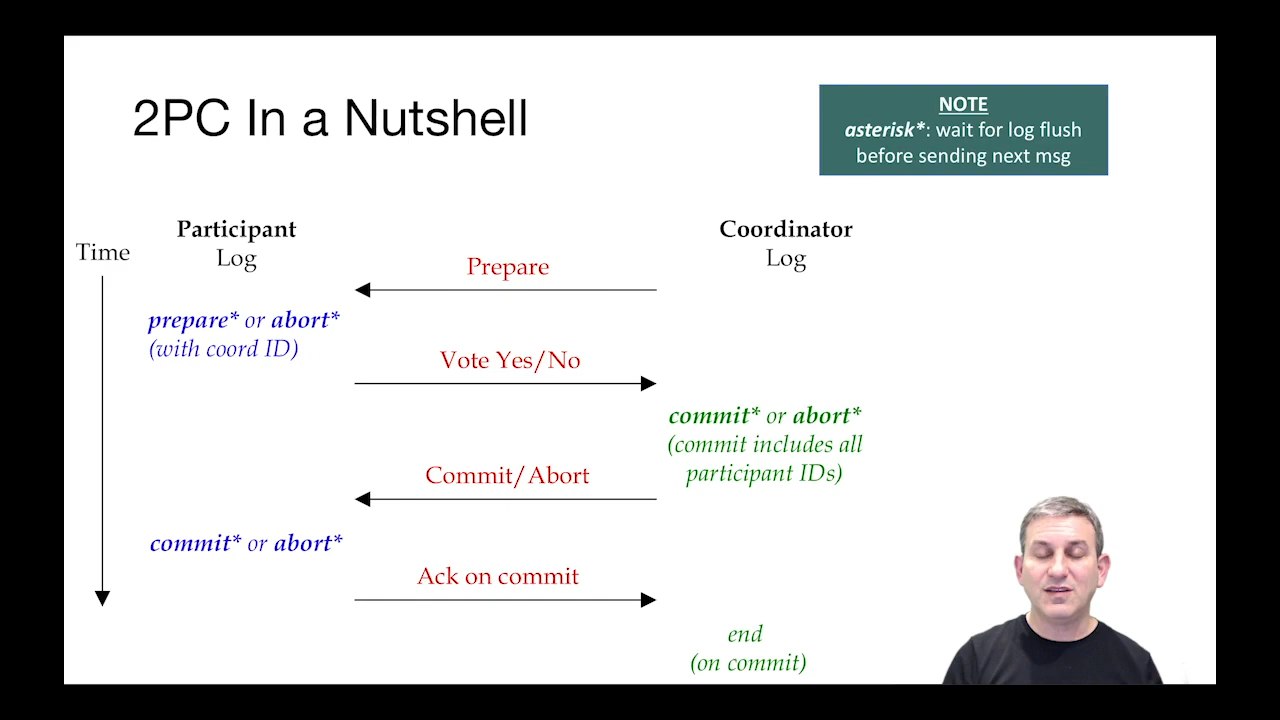 2PC In a Nutshell
NOTE
asterisk*: wait for log flush
before sending next msg
Participant
Log
Coordinator
Log
Time
Prepare
prepare* or abort*
(with coord ID)
Vote Yes/No
commit* or abort*
(commit includes all
participant IDs)
Commit/Abort
commit* or abort*
Ack on commit
end
(on commit)